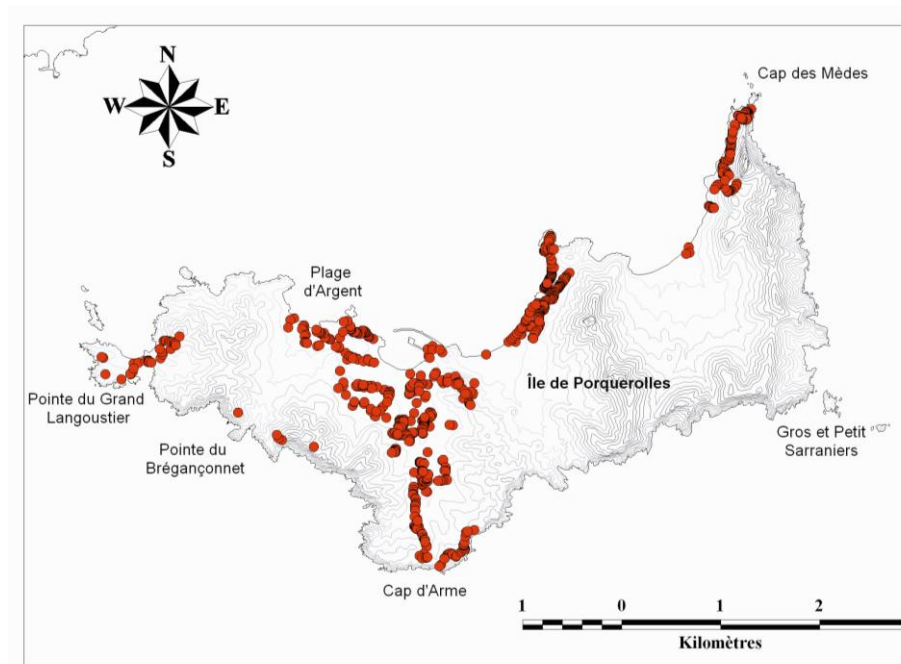 N
W E
S
Cap des Mèdes
Plage
d'Argent
Île de Porquerolles
Pointe du Grand
Langoustier
Pointe du
Brégançonnet
Gros et Petit
Sarraniers
Cap d'Arme
1 0 1 2
Kilomètres